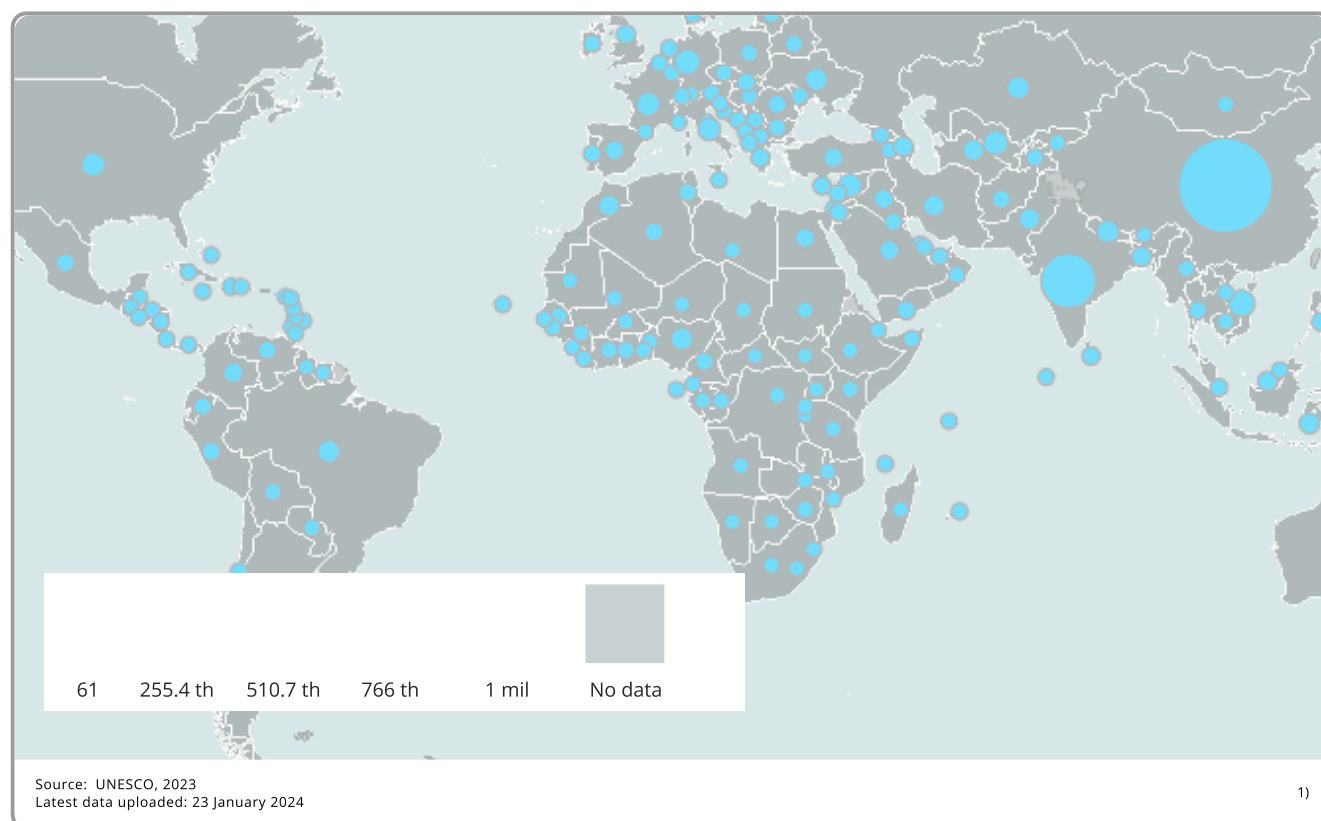 61 255.4 th 510.7 th 766 th 1 mil No data
Source: UNESCO, 2023
Latest data uploaded: 23 January 2024
1)